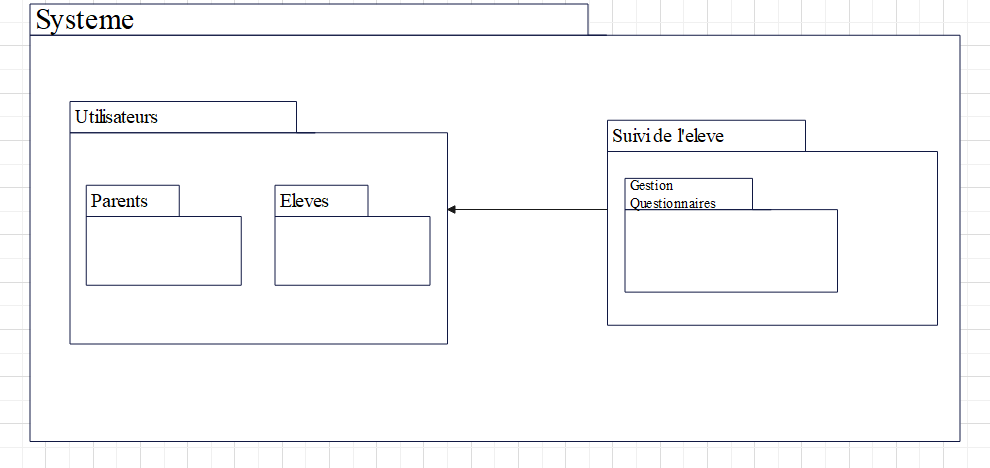 Systeme
Utilisateurs
Suivi de l'eleve
Parents
Eleves
Gestion
Questionnaires